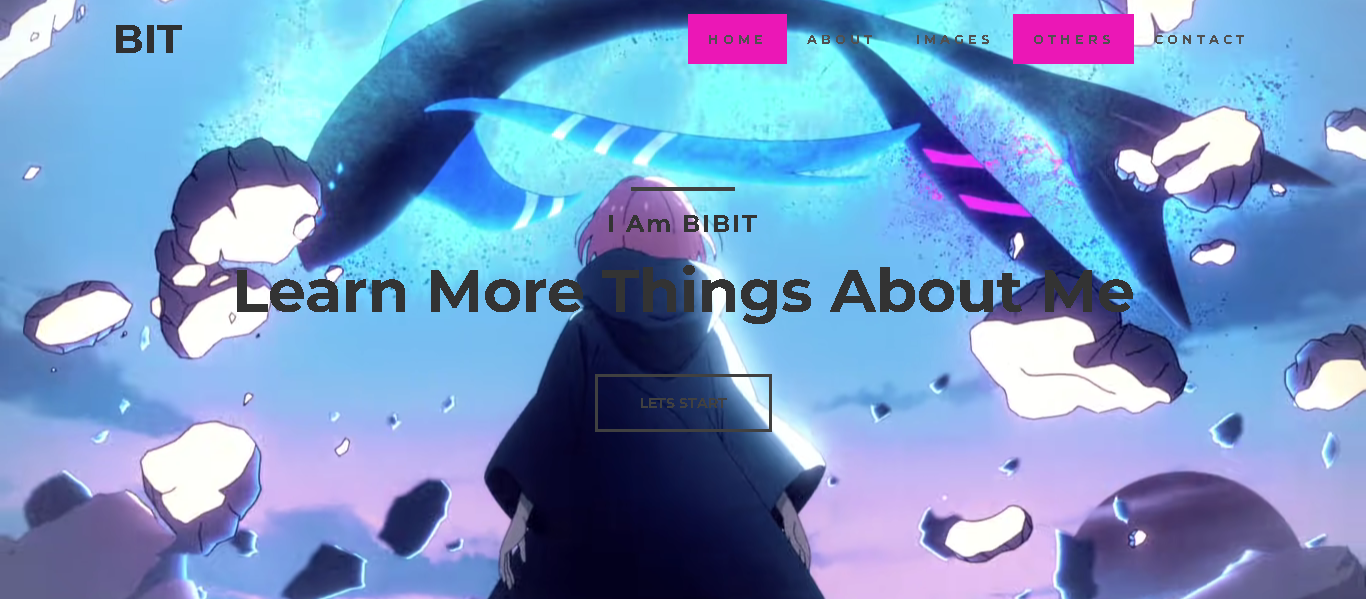 BIT
HOME ABOUT IMAGES OTHERS CONTACT
I Am BIBIT
Learn More Things About Me
LETS START